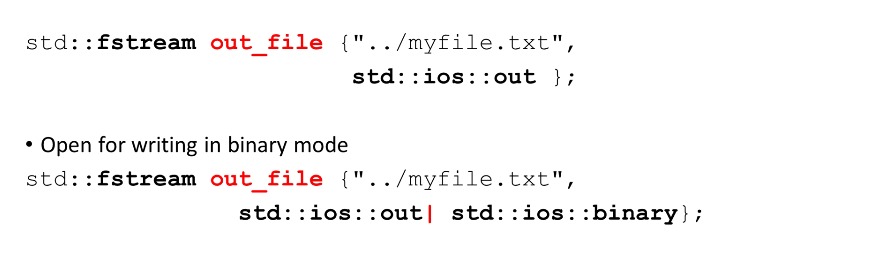 std::fstream out_file {"../myfile.txt",
std::ios::out };
• Open for writing in binary mode
std::fstream out_file {"../myfile.txt",
std::ios::out| std::ios::binary};